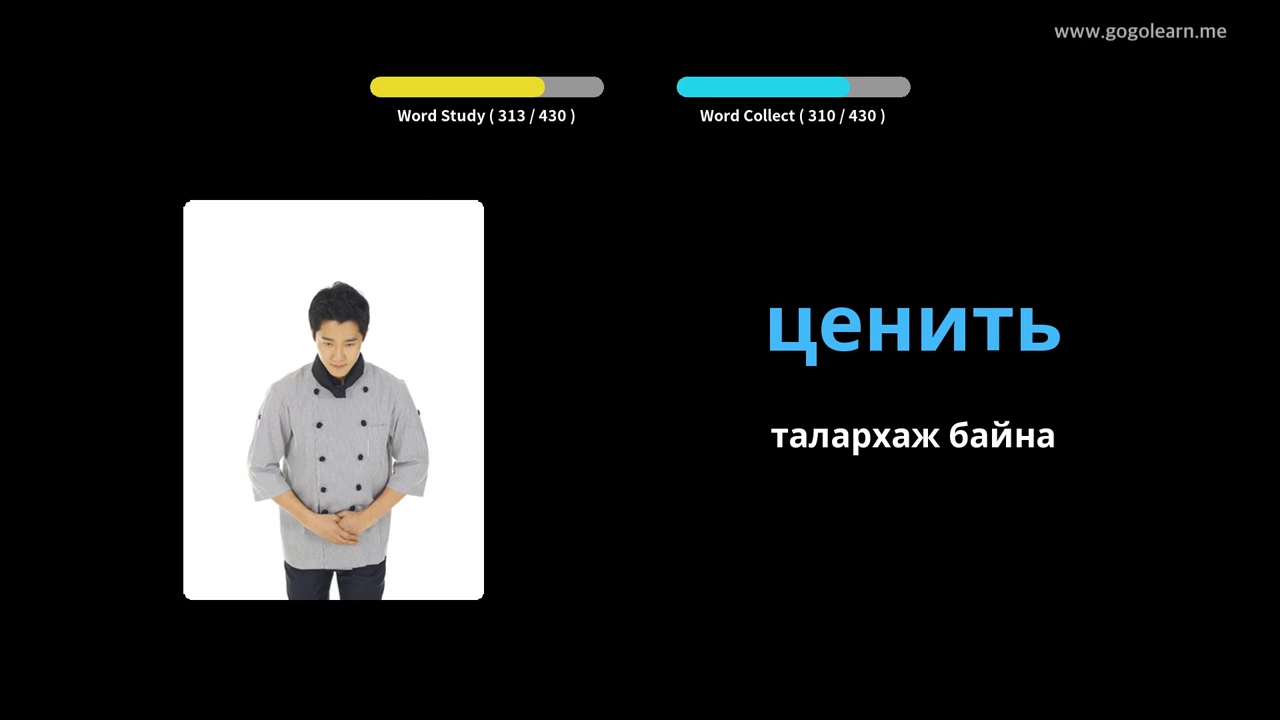 www.gogolearn.me
Word Study ( 313 / 430 )
Word Collect ( 310 / 430 )
ценить
талархаж байна